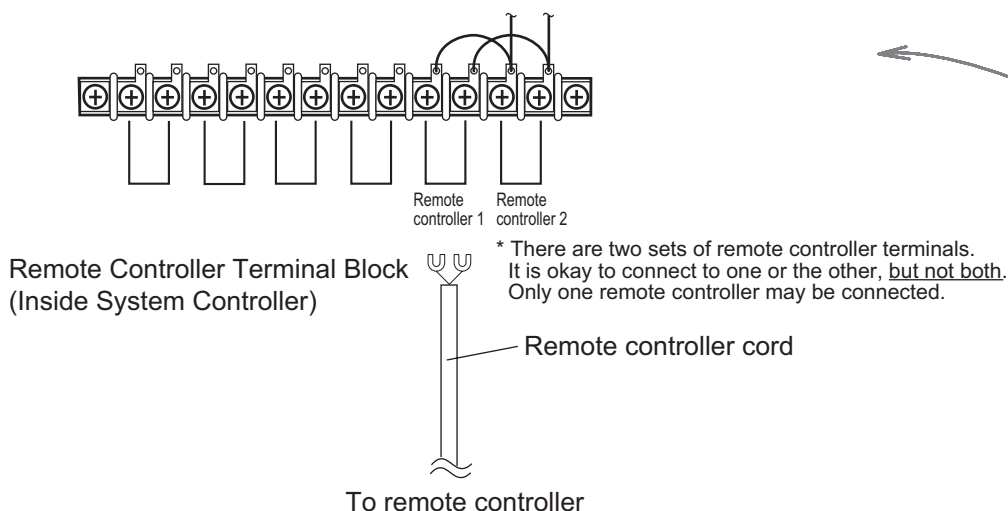 Remote
controller 1
Remote
controller 2
* There are two sets of remote controller terminals.
It is okay to connect to one or the other, but not both.
Only one remote controller may be connected.
Remote Controller Terminal Block
(Inside System Controller)
Remote controller cord
To remote controller